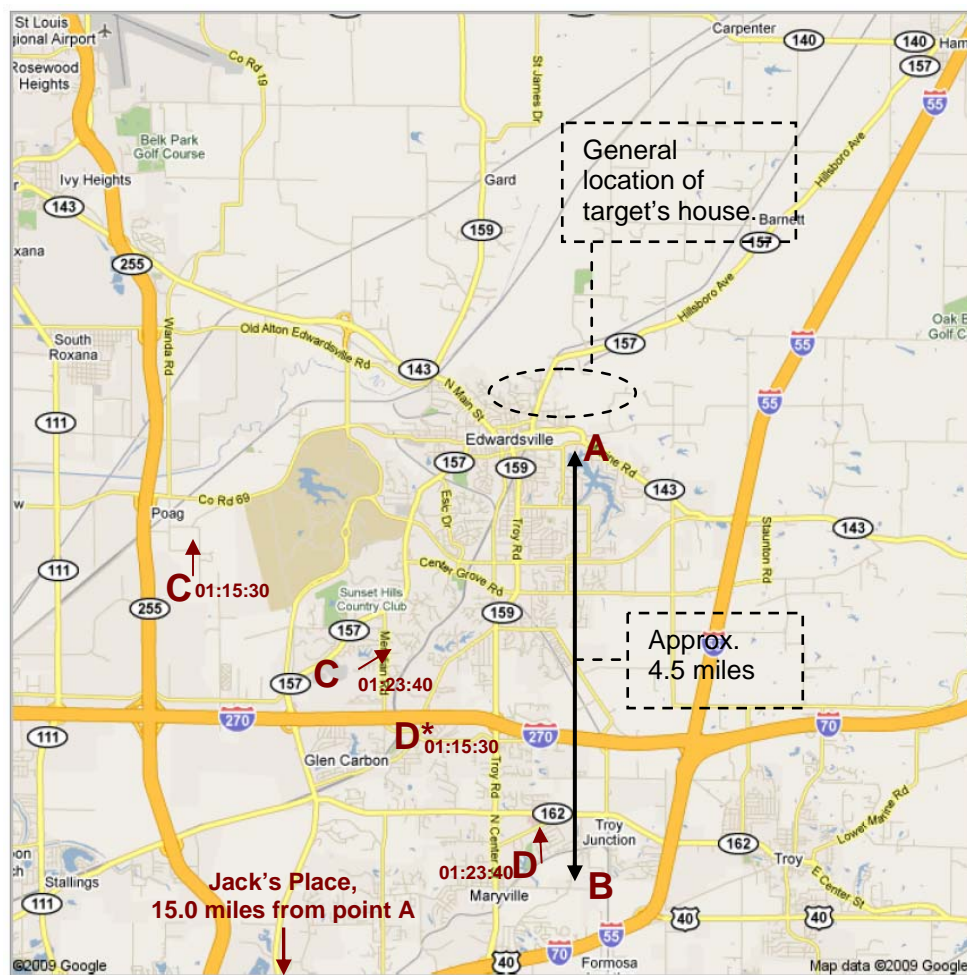 St Louis
gional Airport
Rosewood
Heights
Co Rd 19
St James Dr
Carpenter
140
140
Ham
157
55
Belk Park
Golf Course
Ivy Heights
143
Gard
159
General
location of
target's house.
Hillsboro Ave
Barnett
157
xana
255
Wanda Rd
Old Alton Edwardsville Rd
South
Roxana
143
N Main St
157
Hillsboro Ave
55
Oak B
Golf C
111
55
Edwardsville
A
157
159
143
Co Rd 69
Poag
Esic Dr
Troy Rd
Staunton Rd
143
111
C 01:15:30
Center Grove Rd
Sunset Hills
Country Club
255
159
157
Approx.
4.5 miles
55
C
01:23:40
157
270
70
111
D*
01:15:30
270
Glen Carbon
Troy Rd
162
N Center
Troy
Junction
162
Lower Marine Rd
Troy
01:23:40 D
B
E Center St
Stallings
Jack's Place,
15.0 miles from point A
Maryville
111
40
40
55
40
70
Formosa
©2009 Google
Map data ©2009 Google